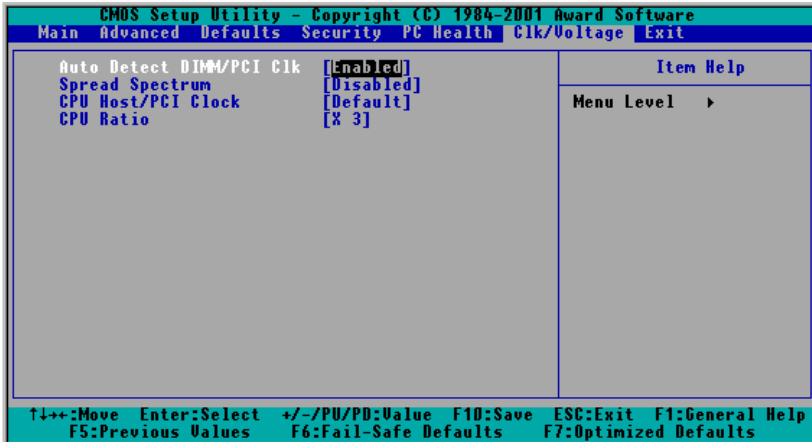 CMOS Setup Utility - Copyright (C) 1984-2001 Award Software
Main Advanced Defaults Security PC Health Clk/Voltage Exit
Auto Detect DIMM/PCI Clk [Enabled]
Spread Spectrum [Disabled]
CPU Host/PCI Clock [Default]
CPU Ratio [X 3]
Item Help
Menu Level ▸
↑↓→←:Move Enter:Select +/-/PU/PD:Value F10:Save ESC:Exit F1:General Help
F5:Previous Values F6:Fail-Safe Defaults F7:Optimized Defaults